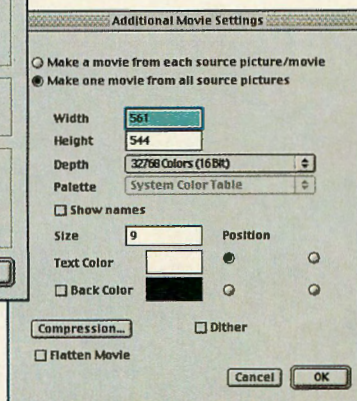 Additional Movie Settings
Make a movie from each source picture/movie
Make one movie from all source pictures
Width 561
Height 544
Depth 32768 Colors (16 Bit)
Palette System Color Table
Show names
Size 9 Position
Text Color
Back Color
Compression... Dither
Flatten Movie
Cancel OK